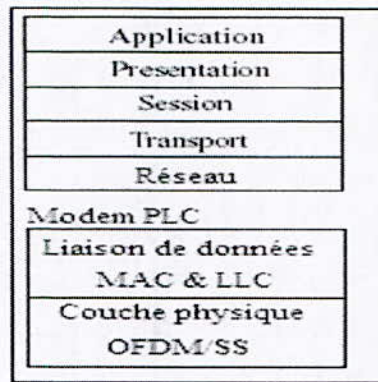 Application
Presentation
Session
Transport
Réseau
Modem PLC
Liaison de données
MAC & LLC
Couche physique
OFDM/SS